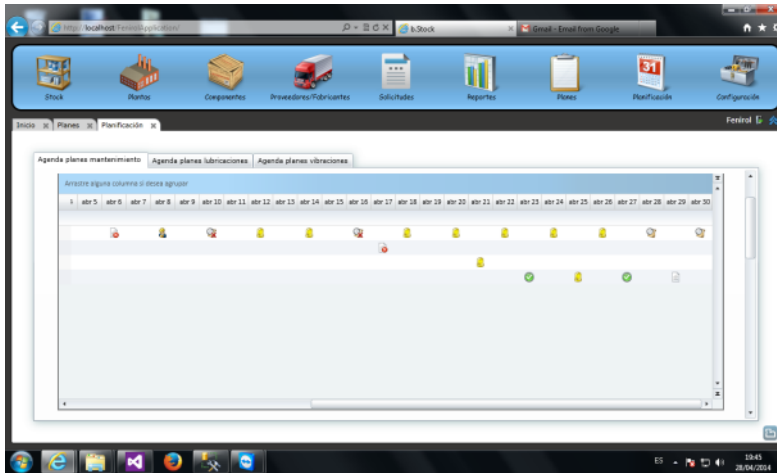 http://localhost/Fenirol/Application/
b.Stock
Gmail - Email from Google
Stock
Plantas
Componentes
Proveedores/Fabricantes
Solicitudes
Reportes
Planes
31
Planificación
Configuración
Inicio
Planes
Planificación
Fenirol
Agenda planes mantenimiento
Agenda planes lubricaciones
Agenda planes vibraciones
Arrastre alguna columna si desea agrupar
abr 5 abr 6 abr 7 abr 8 abr 9 abr 10 abr 11 abr 12 abr 13 abr 14 abr 15 abr 16 abr 17 abr 18 abr 19 abr 20 abr 21 abr 22 abr 23 abr 24 abr 25 abr 26 abr 27 abr 28 abr 29 abr 30
ES
19:45
28/04/2014